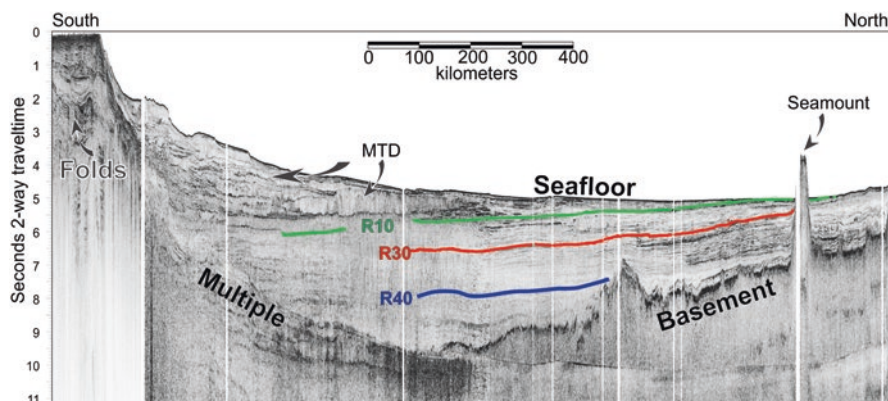 South
North
0
1
2
3
4
5
6
7
8
9
10
11
Seconds 2-way traveltime
0 100 200 300 400
kilometers
Seamount
Folds
MTD
Seafloor
R10
R30
R40
Multiple
Basement